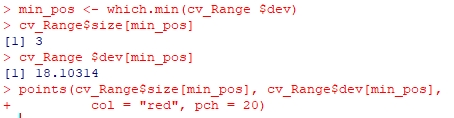 > min_pos <- which.min(cv_Range $dev)
> cv_Range$size[min_pos]
[1] 3
> cv_Range $dev[min_pos]
[1] 18.10314
> points(cv_Range$size[min_pos], cv_Range$dev[min_pos],
+        col = "red", pch = 20)